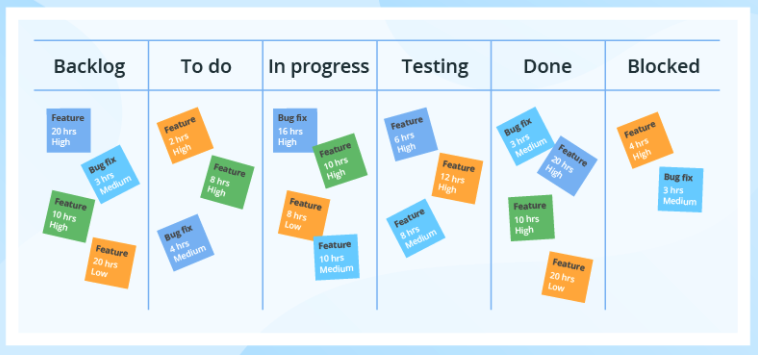 Backlog
To do
In progress
Testing
Done
Blocked
Feature
20 hrs
High
Bug fix
3 hrs
Medium
Feature
10 hrs
High
Feature
20 hrs
Low
Feature
2 hrs
High
Feature
8 hrs
High
Bug fix
4 hrs
Medium
Bug fix
16 hrs
High
Feature
10 hrs
High
Feature
8 hrs
Low
Feature
10 hrs
Medium
Feature
6 hrs
High
Feature
12 hrs
High
Feature
8 hrs
Medium
Bug fix
3 hrs
Medium
Feature
20 hrs
High
Feature
10 hrs
High
Feature
20 hrs
Low
Feature
4 hrs
High
Bug fix
3 hrs
Medium